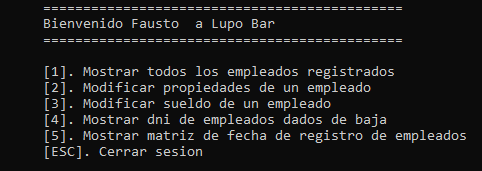 =============================================
Bienvenido Fausto  a Lupo Bar
=============================================
[1]. Mostrar todos los empleados registrados
[2]. Modificar propiedades de un empleado
[3]. Modificar sueldo de un empleado
[4]. Mostrar dni de empleados dados de baja
[5]. Mostrar matriz de fecha de registro de empleados
[ESC]. Cerrar sesion